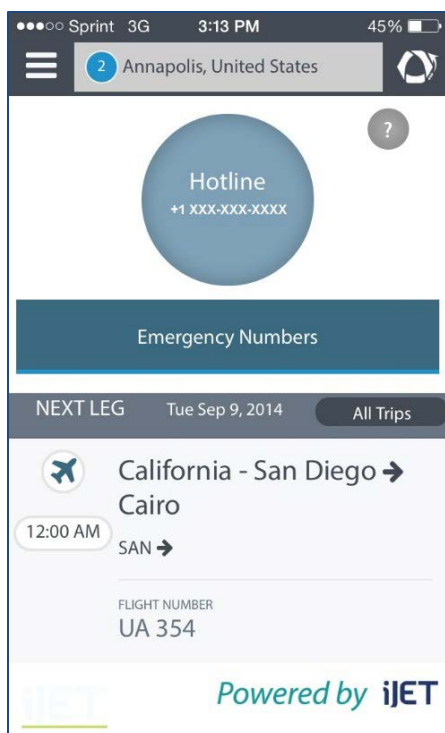 Sprint 3G 3:13 PM 45%
2 Annapolis, United States
?
Hotline
+1 XXX-XXX-XXXX
Emergency Numbers
NEXT LEG Tue Sep 9, 2014 All Trips
California - San Diego →
Cairo
12:00 AM
SAN →
FLIGHT NUMBER
UA 354
Powered by iJET
iJET